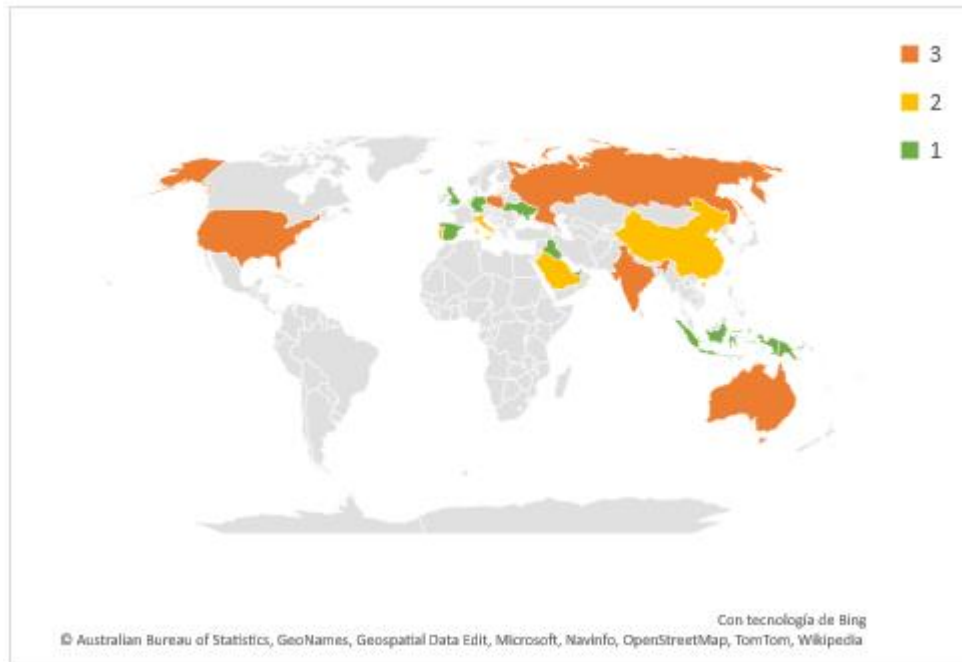 3
2
1
Con tecnología de Bing
© Australian Bureau of Statistics, GeoNames, Geospatial Data Edit, Microsoft, Navinfo, OpenStreetMap, TomTom, Wikipedia